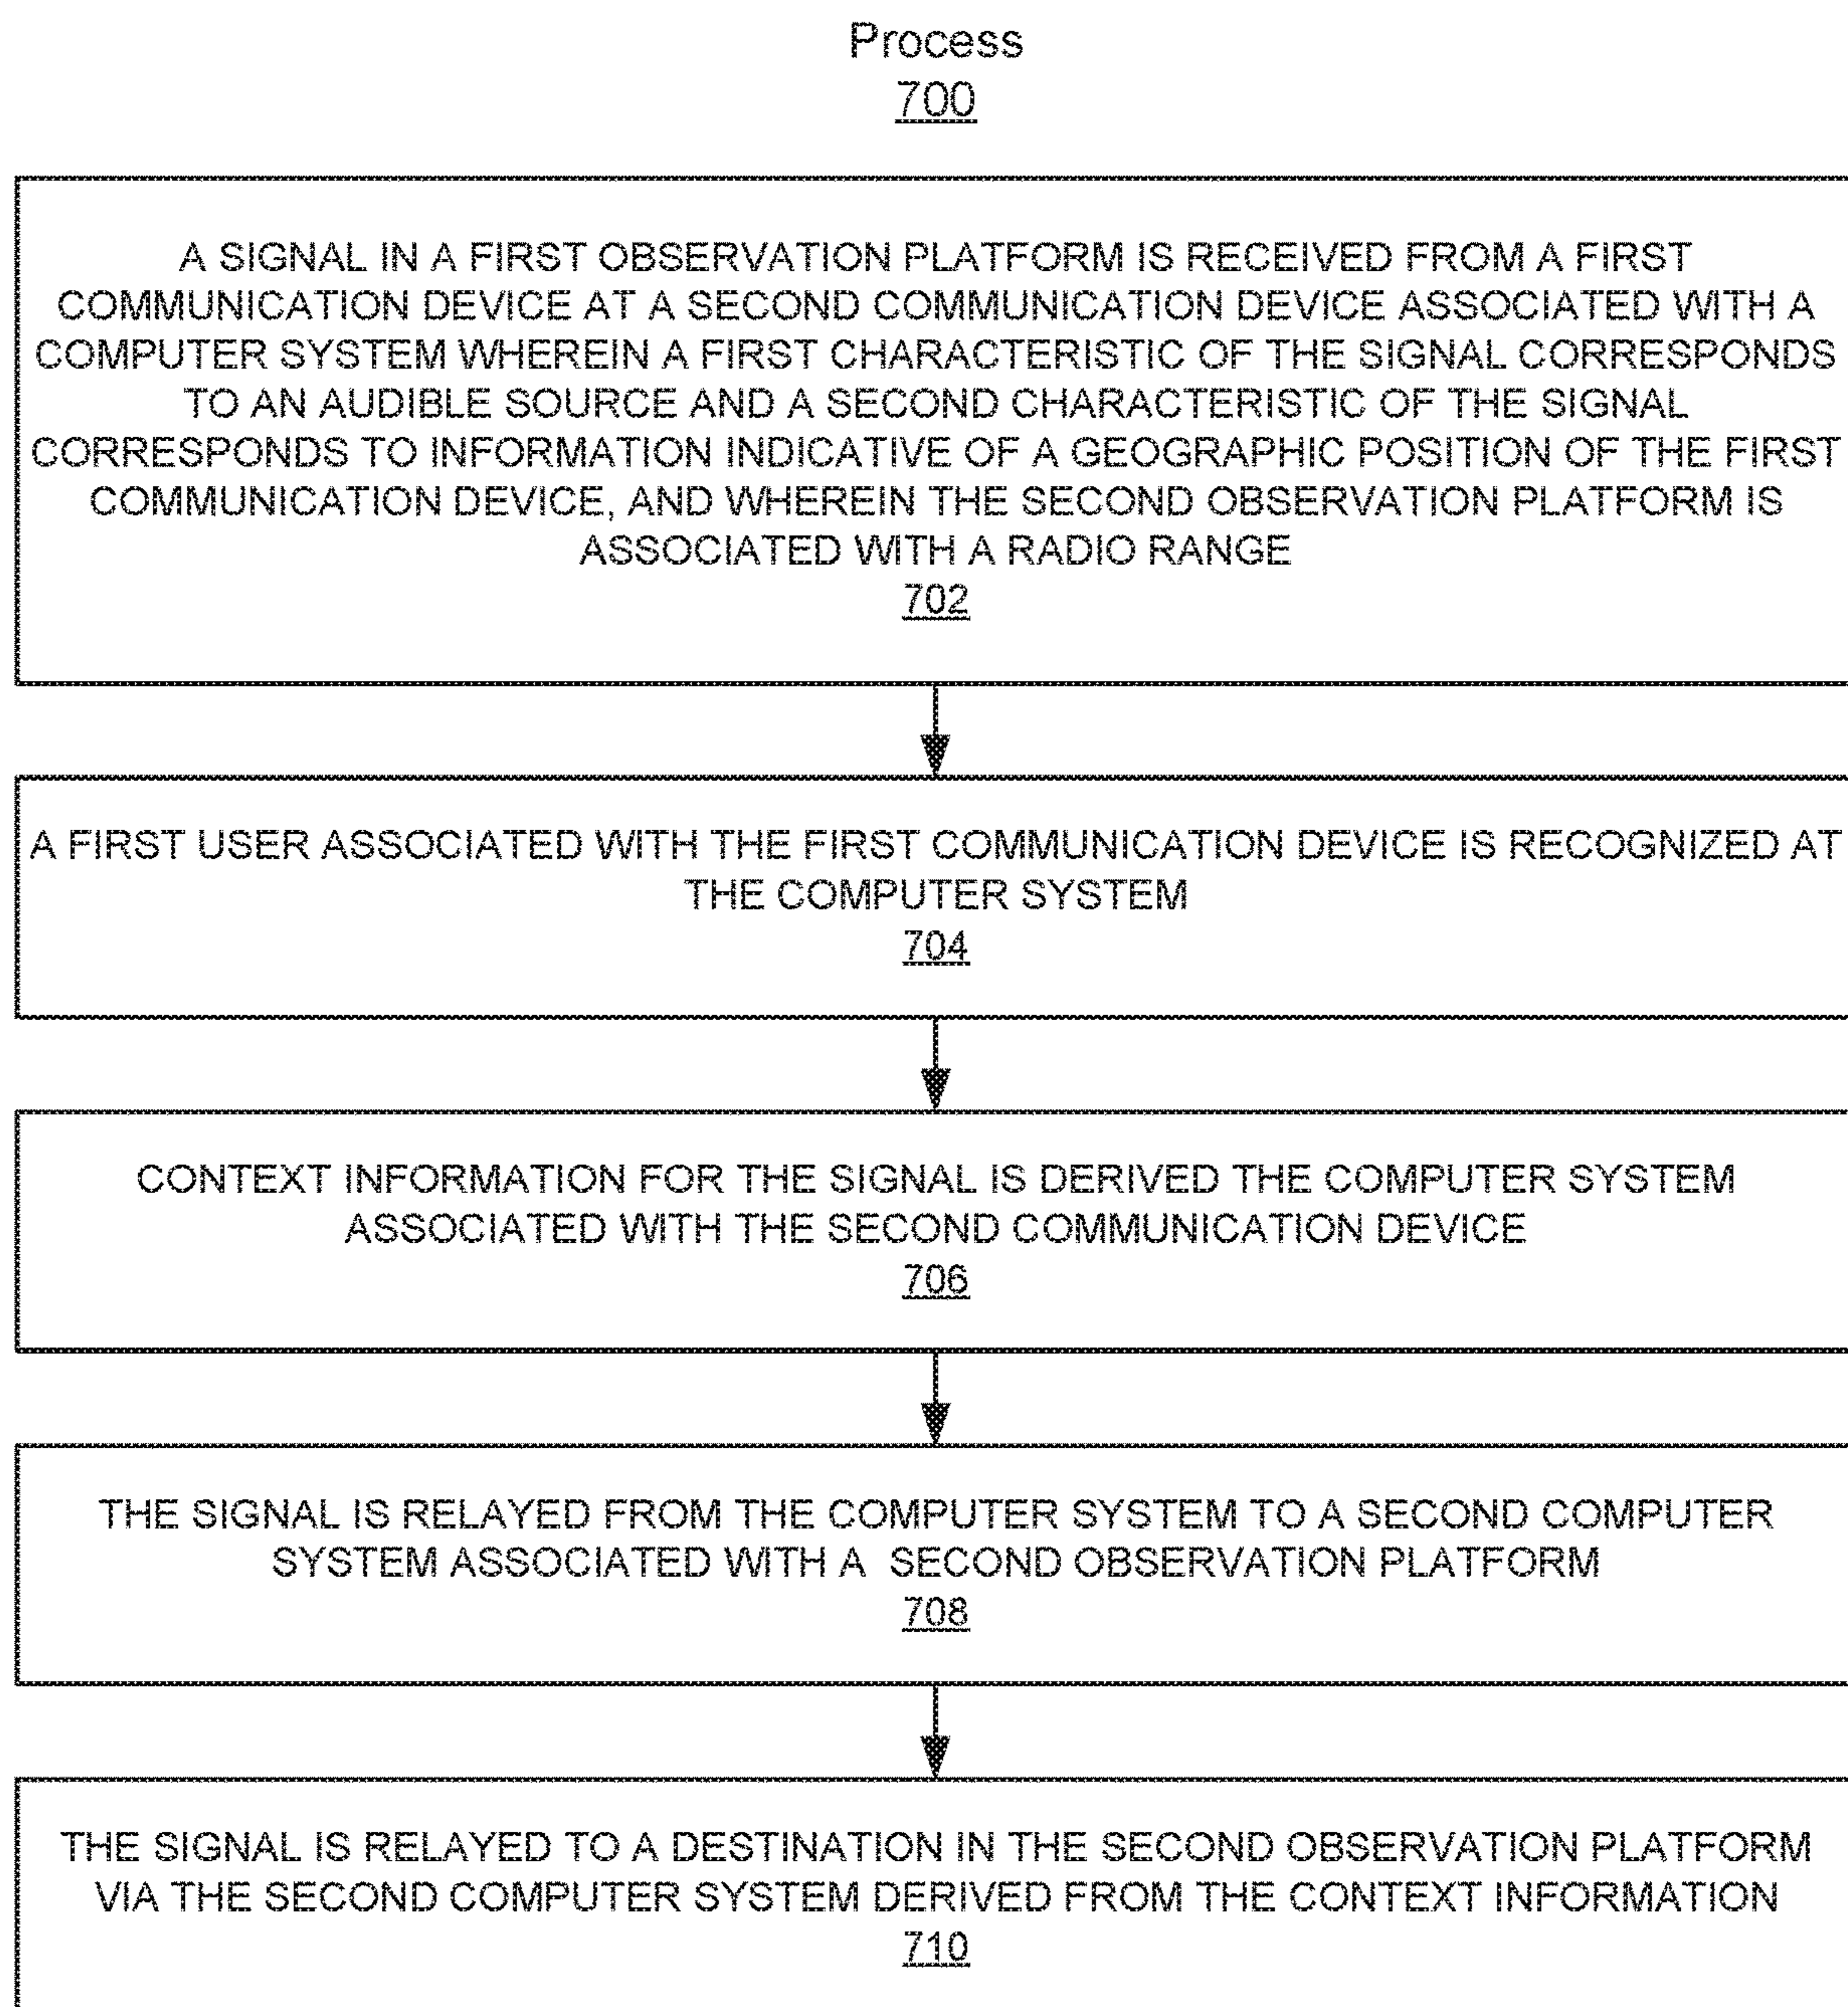 Process
700
A SIGNAL IN A FIRST OBSERVATION PLATFORM IS RECEIVED FROM A FIRST
COMMUNICATION DEVICE AT A SECOND COMMUNICATION DEVICE ASSOCIATED WITH A
COMPUTER SYSTEM WHEREIN A FIRST CHARACTERISTIC OF THE SIGNAL CORRESPONDS
TO AN AUDIBLE SOURCE AND A SECOND CHARACTERISTIC OF THE SIGNAL
CORRESPONDS TO INFORMATION INDICATIVE OF A GEOGRAPHIC POSITION OF THE FIRST
COMMUNICATION DEVICE, AND WHEREIN THE SECOND OBSERVATION PLATFORM IS
ASSOCIATED WITH A RADIO RANGE
702
A FIRST USER ASSOCIATED WITH THE FIRST COMMUNICATION DEVICE IS RECOGNIZED AT
THE COMPUTER SYSTEM
704
CONTEXT INFORMATION FOR THE SIGNAL IS DERIVED THE COMPUTER SYSTEM
ASSOCIATED WITH THE SECOND COMMUNICATION DEVICE
706
THE SIGNAL IS RELAYED FROM THE COMPUTER SYSTEM TO A SECOND COMPUTER
SYSTEM ASSOCIATED WITH A SECOND OBSERVATION PLATFORM
708
THE SIGNAL IS RELAYED TO A DESTINATION IN THE SECOND OBSERVATION PLATFORM
VIA THE SECOND COMPUTER SYSTEM DERIVED FROM THE CONTEXT INFORMATION
710